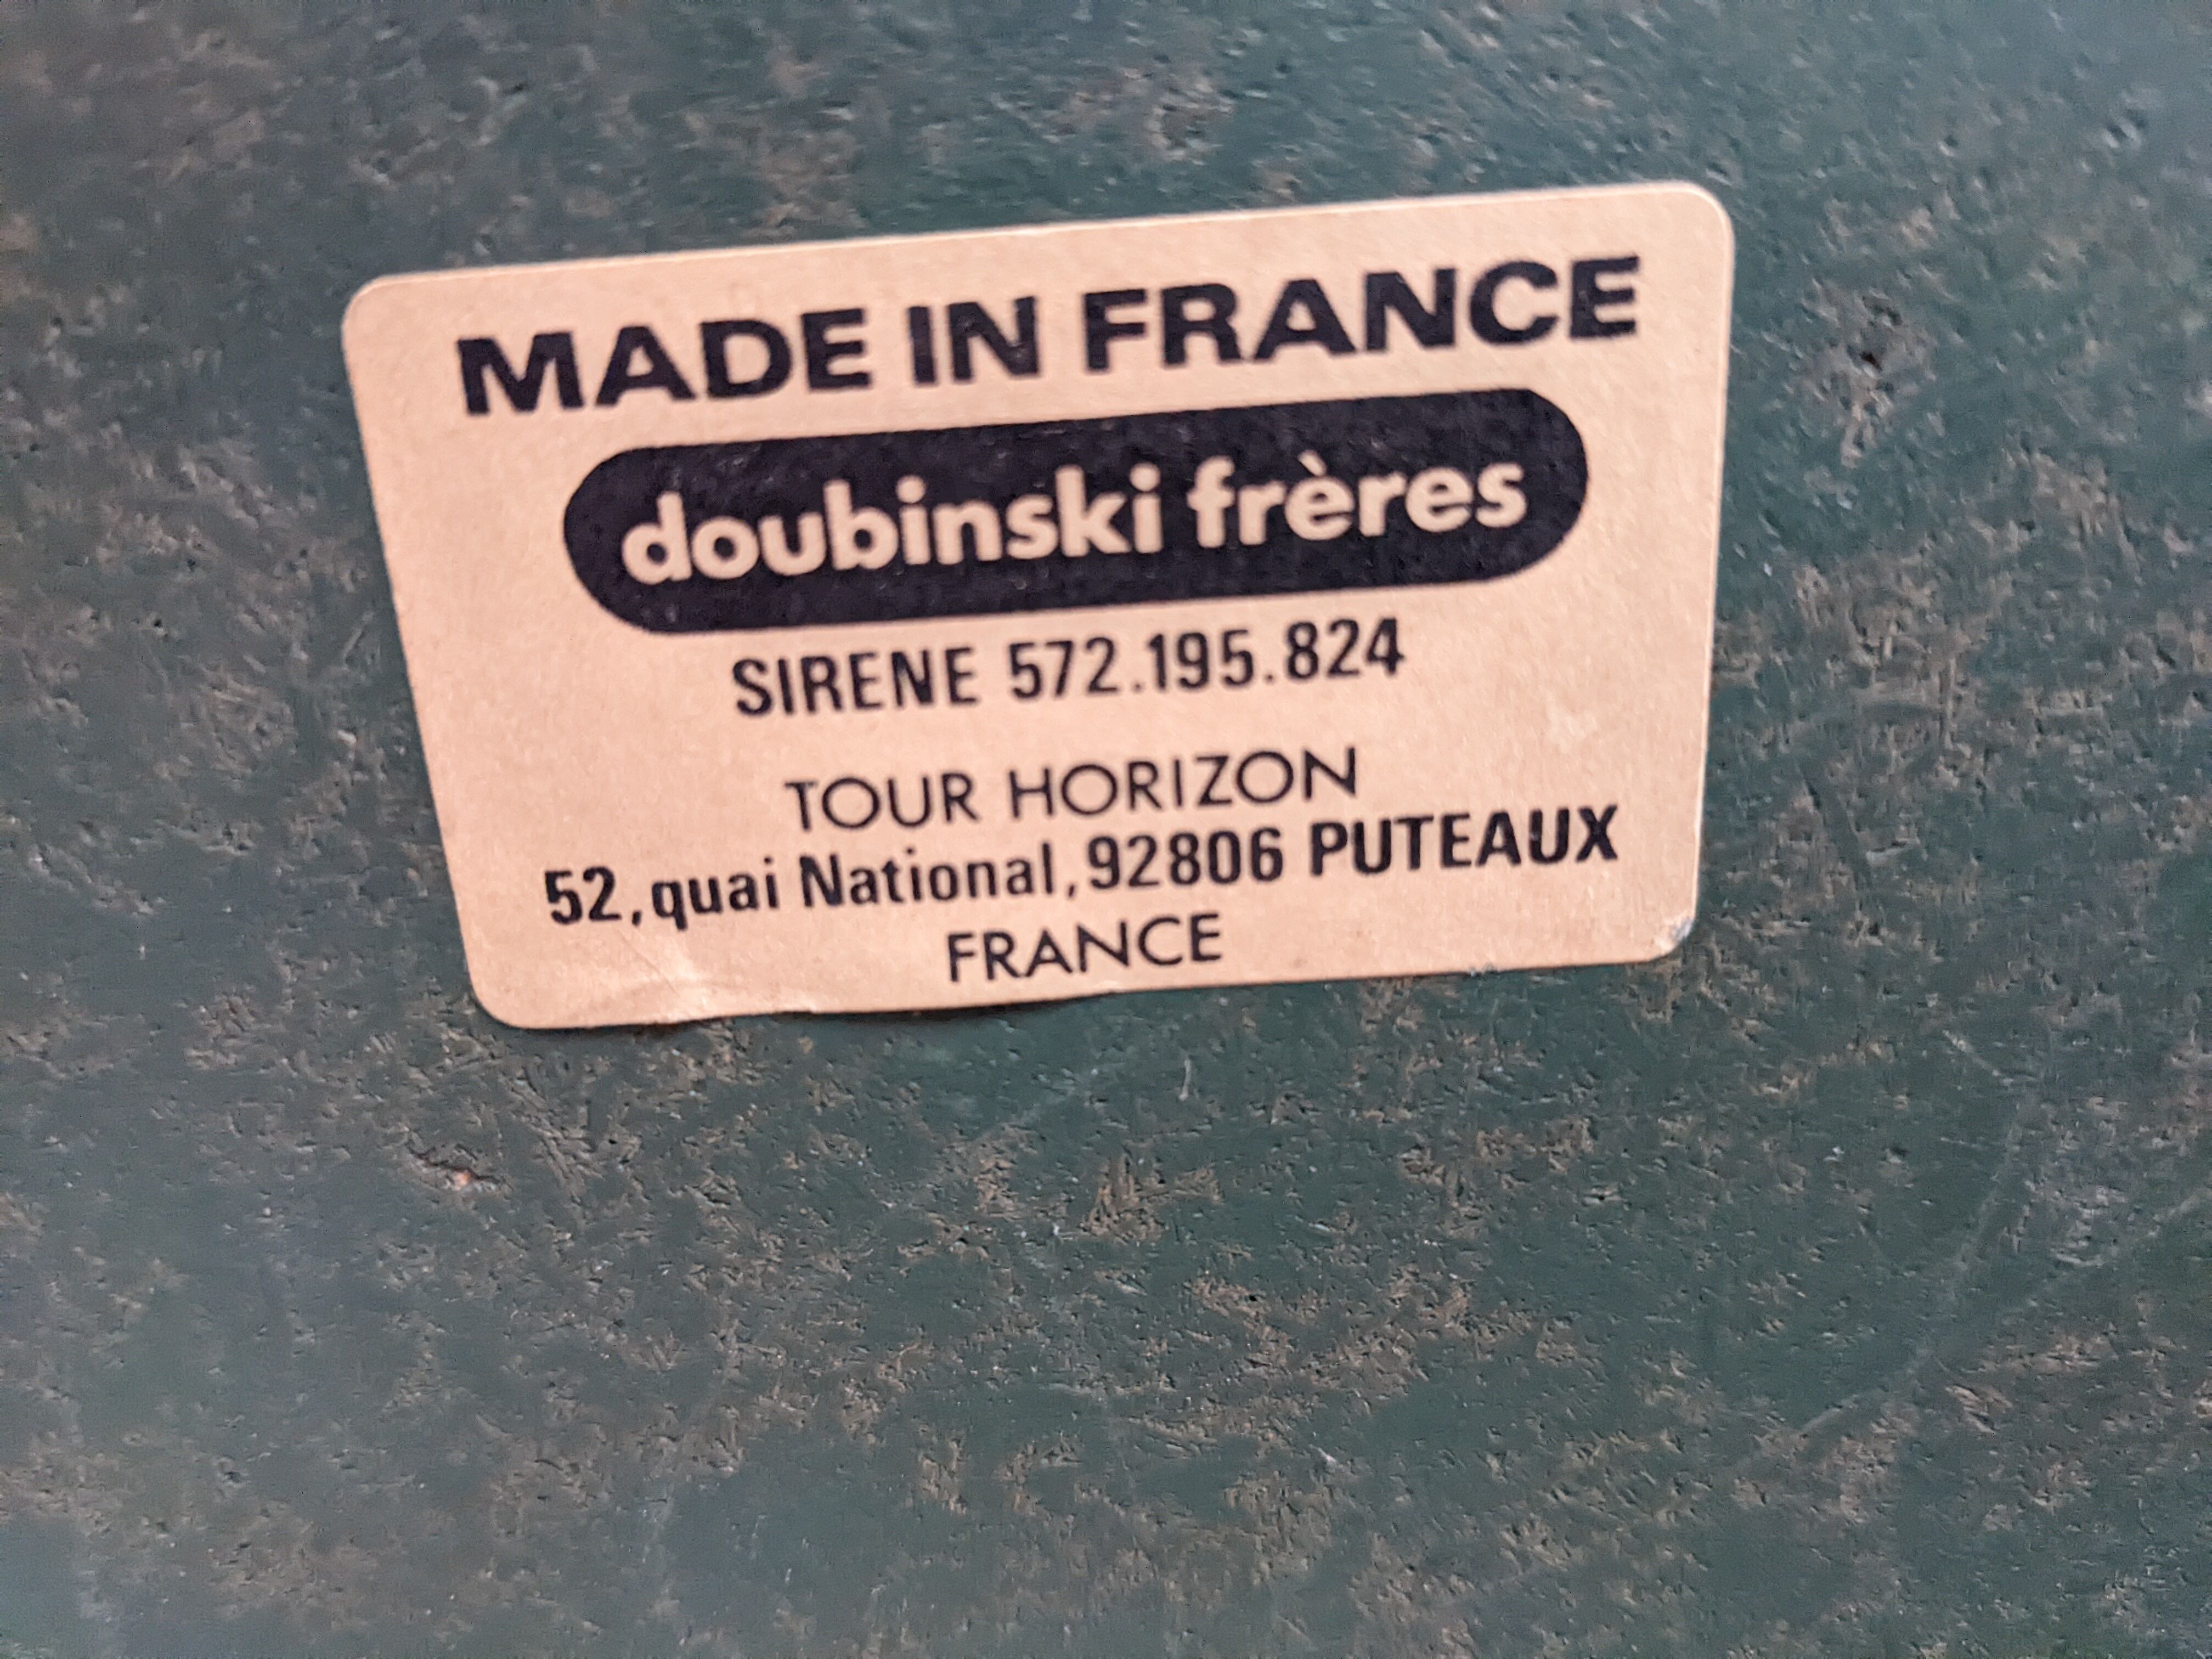 MADE IN FRANCE
doubinski frères
SIRENE 572.195.824
TOUR HORIZON
52, quai National, 92806 PUTEAUX
FRANCE